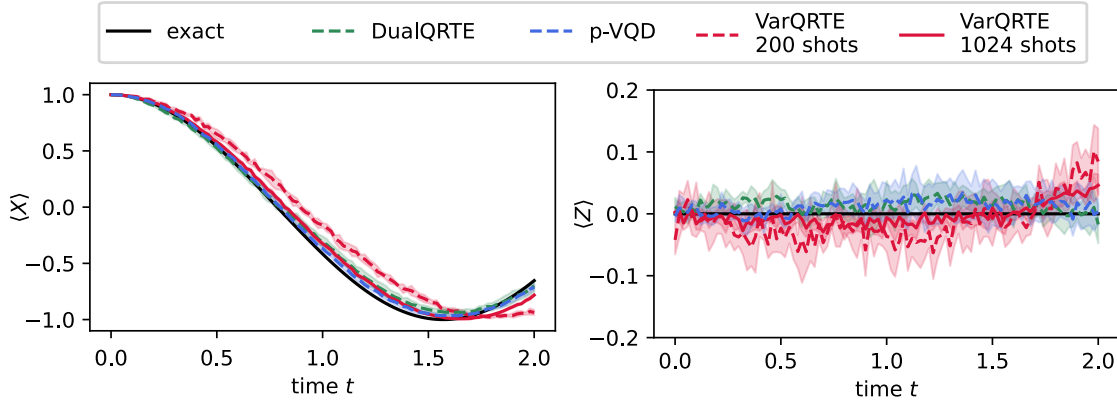 exact
DualQRTE
p-VQD
VarQRTE
200 shots
VarQRTE
1024 shots
1.0
0.5
0.0
−0.5
−1.0
⟨X⟩
0.0 0.5 1.0 1.5 2.0
time t
0.2
0.1
0.0
−0.1
−0.2
⟨Z⟩
0.0 0.5 1.0 1.5 2.0
time t